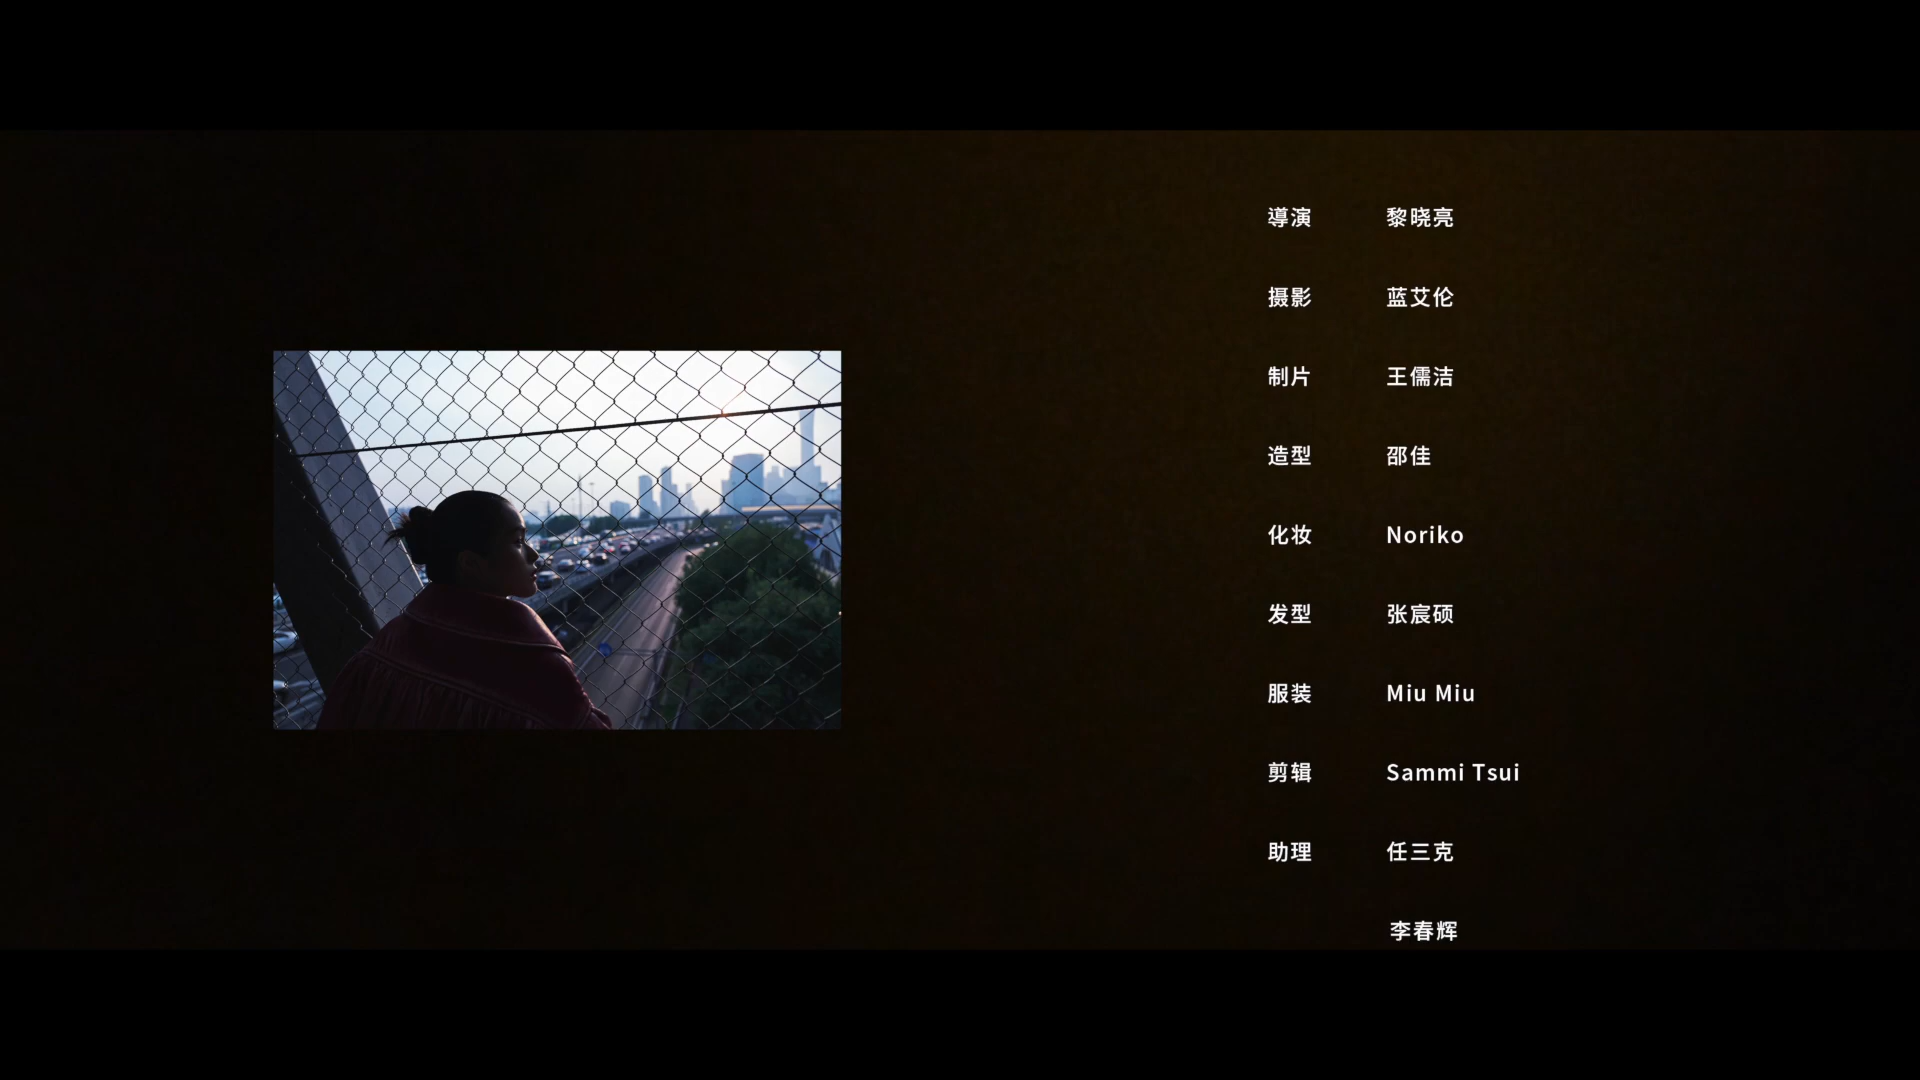 導演 黎晓亮
摄影 蓝艾伦
制片 王儒洁
造型 邵佳
化妆 Noriko
发型 张宸硕
服装 Miu Miu
剪辑 Sammi Tsui
助理 任三克
李春辉